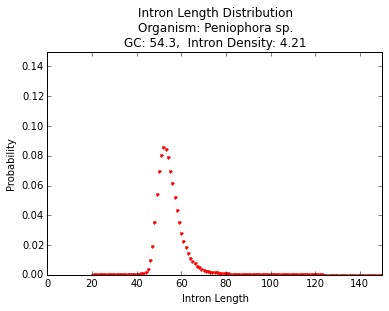 Intron Length Distribution
Organism: Peniophora sp.
GC: 54.3,  Intron Density: 4.21
0.14
0.12
0.10
0.08
0.06
0.04
0.02
0.00
Probability
0 20 40 60 80 100 120 140
Intron Length